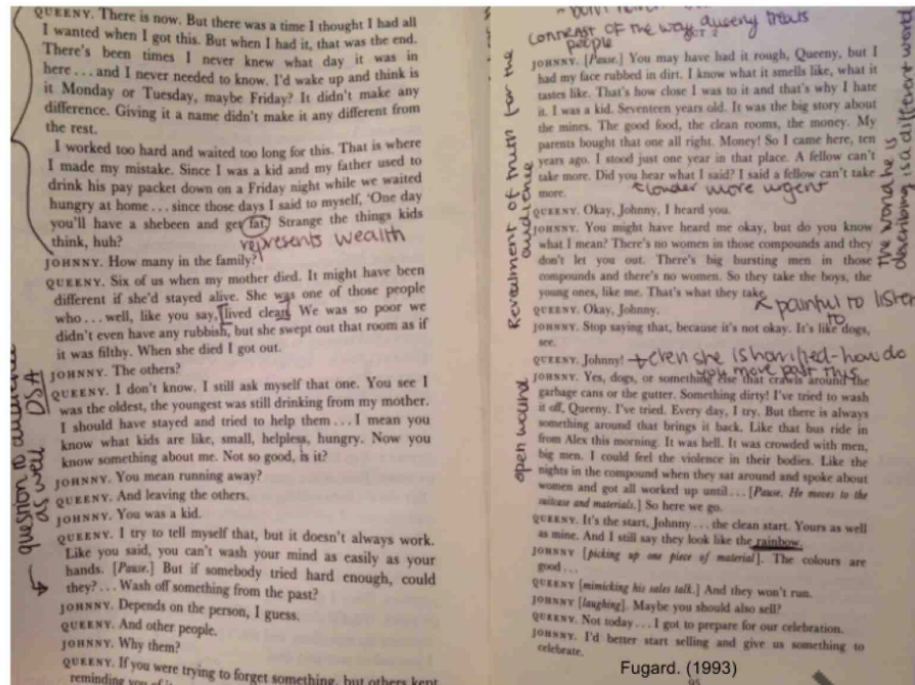 QUEENY. There is now. But there was a time I thought I had all
I wanted when I got this. But when I had it, that was the end.
There's been times I never knew what day it was in
here . . . and I never needed to know. I'd wake up and think is
it Monday or Tuesday, maybe Friday? It didn't make any
difference. Giving it a name didn't make it any different from
the rest.
I worked too hard and waited too long for this. That is where
I made my mistake. Since I was a kid and my father used to
drink his pay packet down on a Friday night while we waited
hungry at home . . . since those days I said to myself, 'One day
you'll have a shebeen and get fat.' Strange the things kids
think, huh?
represents wealth
JOHNNY. How many in the family?
QUEENY. Six of us when my mother died. It might have been
different if she'd stayed alive. She was one of those people
who . . . well, like you say, lived clean. We was so poor we
didn't even have any rubbish, but she swept out that room as if
it was filthy. When she died I got out.
JOHNNY. The others?
QUEENY. I don't know. I still ask myself that one. You see I
was the oldest, the youngest was still drinking from my mother.
I should have stayed and tried to help them . . . I mean you
know what kids are like, small, helpless, hungry. Now you
know something about me. Not so good, is it?
JOHNNY. You mean running away?
QUEENY. And leaving the others.
JOHNNY. You was a kid.
QUEENY. I try to tell myself that, but it doesn't always work.
Like you said, you can't wash your mind as easily as your
hands. [Pause.] But if somebody tried hard enough, could
they? . . . Wash off something from the past?
JOHNNY. Depends on the person, I guess.
QUEENY. And other people.
JOHNNY. Why them?
QUEENY. If you were trying to forget something, but others kept
reminding you of
question to audience
as well
DSA
contrast of the way queeny treats
people
JOHNNY. [Pause.] You may have had it rough, Queeny, but I
had my face rubbed in dirt. I know what it smells like, what it
tastes like. That's how close I was to it and that's why I hate
it. I was a kid. Seventeen years old. It was the big story about
the mines. The good food, the clean rooms, the money. My
parents bought that one all right. Money! So I came here, ten
years ago. I stood just one year in that place. A fellow can't
take more. Did you hear what I said? I said a fellow can't take
more.
louder more urgent
QUEENY. Okay, Johnny, I heard you.
JOHNNY. You might have heard me okay, but do you know
what I mean? There's no women in those compounds and they
don't let you out. There's big bursting men in those
compounds and there's no women. So they take the boys, the
young ones, like me. That's what they take.
painful to listen
to
QUEENY. Okay, Johnny.
JOHNNY. Stop saying that, because it's not okay. It's like dogs,
see.
QUEENY. Johnny!
even she is horrified - how do
you move past this
JOHNNY. Yes, dogs, or something else that crawls around the
garbage cans or the gutter. Something dirty! I've tried to wash
it off, Queeny. I've tried. Every day, I try. But there is always
something around that brings it back. Like that bus ride in
from Alex this morning. It was hell. It was crowded with men,
big men. I could feel the violence in their bodies. Like the
nights in the compound when they sat around and spoke about
women and got all worked up until . . . [Pause. He moves to the
suitcase and materials.] So here we go.
QUEENY. It's the start, Johnny . . . the clean start. Yours as well
as mine. And I still say they look like the rainbow.
JOHNNY [picking up one piece of material]. The colours are
good . . .
QUEENY [mimicking his sales talk.] And they won't run.
JOHNNY [laughing]. Maybe you should also sell?
QUEENY. Not today . . . I got to prepare for our celebration.
JOHNNY. I'd better start selling and give us something to
celebrate.
95
Revealment of truth for the
audience
open wound
The world he is
describing is a different world
Fugard. (1993)